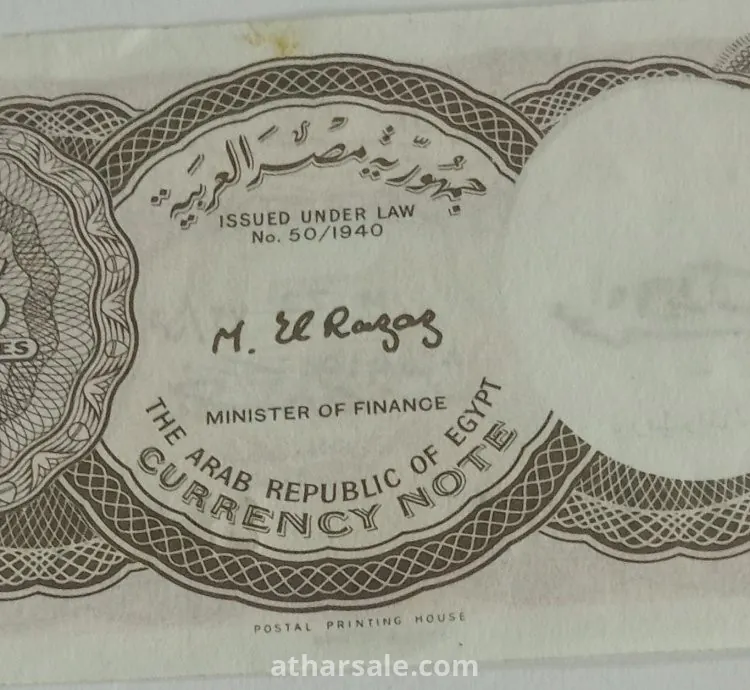 جمهورية مصر العربية
ISSUED UNDER LAW
No. 50/1940
M. El Razaz
MINISTER OF FINANCE
THE ARAB REPUBLIC OF EGYPT
CURRENCY NOTE
ES
POSTAL PRINTING HOUSE
atharsale.com